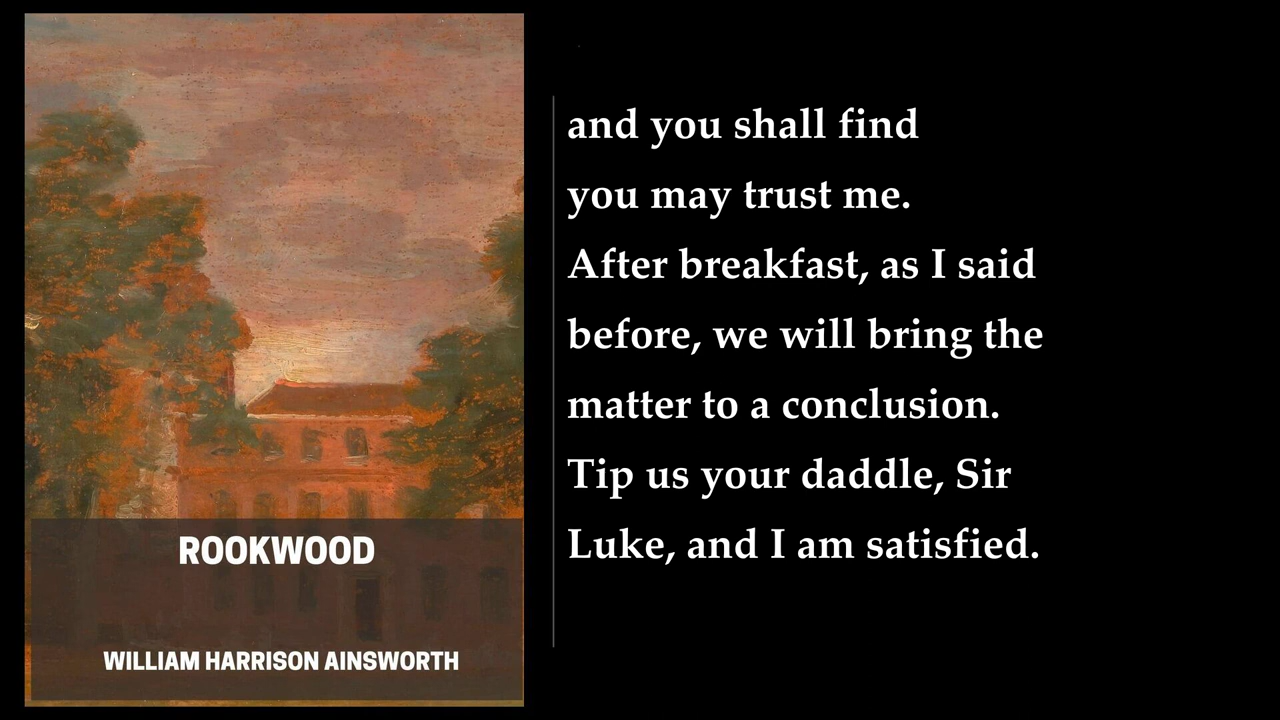 and you shall find
you may trust me.
After breakfast, as I said
before, we will bring the
matter to a conclusion.
Tip us your daddle, Sir
Luke, and I am satisfied.
ROOKWOOD
WILLIAM HARRISON AINSWORTH